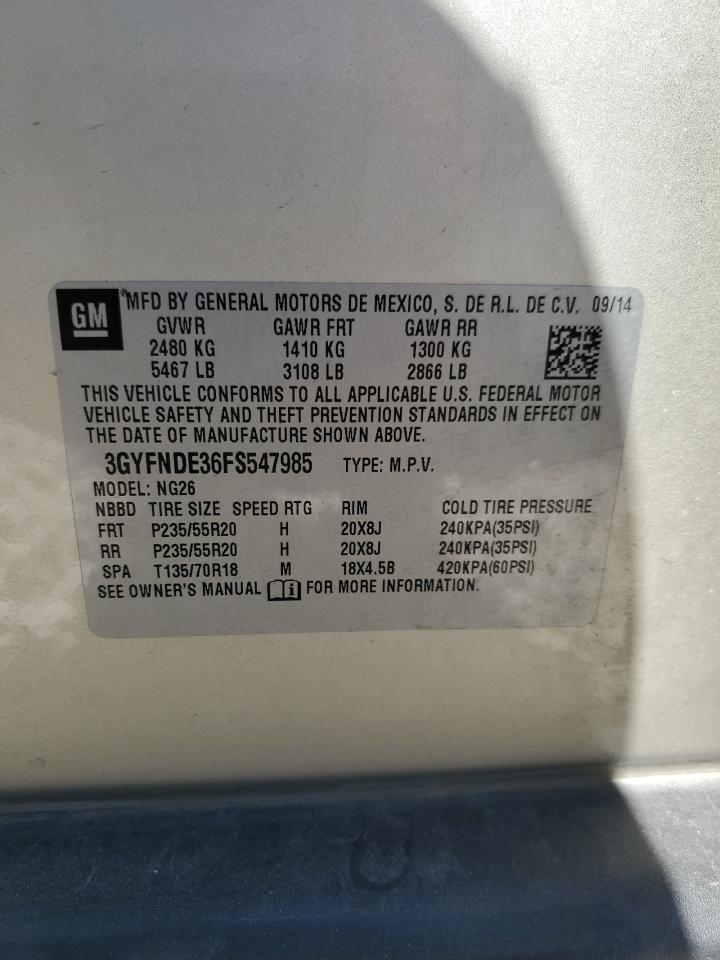 GM
®MFD BY GENERAL MOTORS DE MEXICO, S. DE R.L. DE C.V. 09/14
GVWR GAWR FRT GAWR RR
2480 KG 1410 KG 1300 KG
5467 LB 3108 LB 2866 LB
THIS VEHICLE CONFORMS TO ALL APPLICABLE U.S. FEDERAL MOTOR
VEHICLE SAFETY AND THEFT PREVENTION STANDARDS IN EFFECT ON
THE DATE OF MANUFACTURE SHOWN ABOVE.
3GYFNDE36FS547985 TYPE: M.P.V.
MODEL: NG26
NBBD TIRE SIZE SPEED RTG RIM COLD TIRE PRESSURE
FRT P235/55R20 H 20X8J 240KPA(35PSI)
RR P235/55R20 H 20X8J 240KPA(35PSI)
SPA T135/70R18 M 18X4.5B 420KPA(60PSI)
SEE OWNER'S MANUAL FOR MORE INFORMATION.